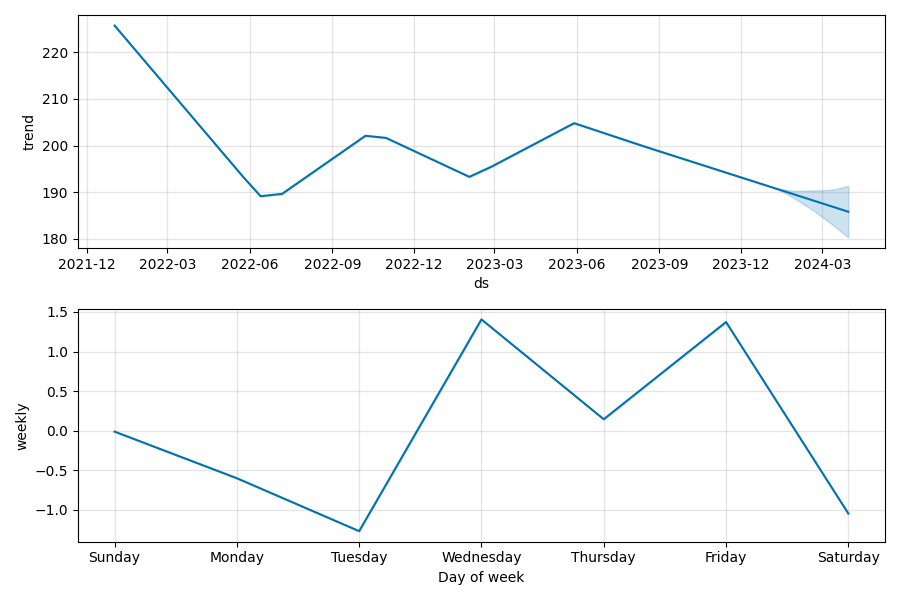 trend
220
210
200
190
180
2021-12 2022-03 2022-06 2022-09 2022-12 2023-03 2023-06 2023-09 2023-12 2024-03
ds
weekly
1.5
1.0
0.5
0.0
−0.5
−1.0
Sunday Monday Tuesday Wednesday Thursday Friday Saturday
Day of week